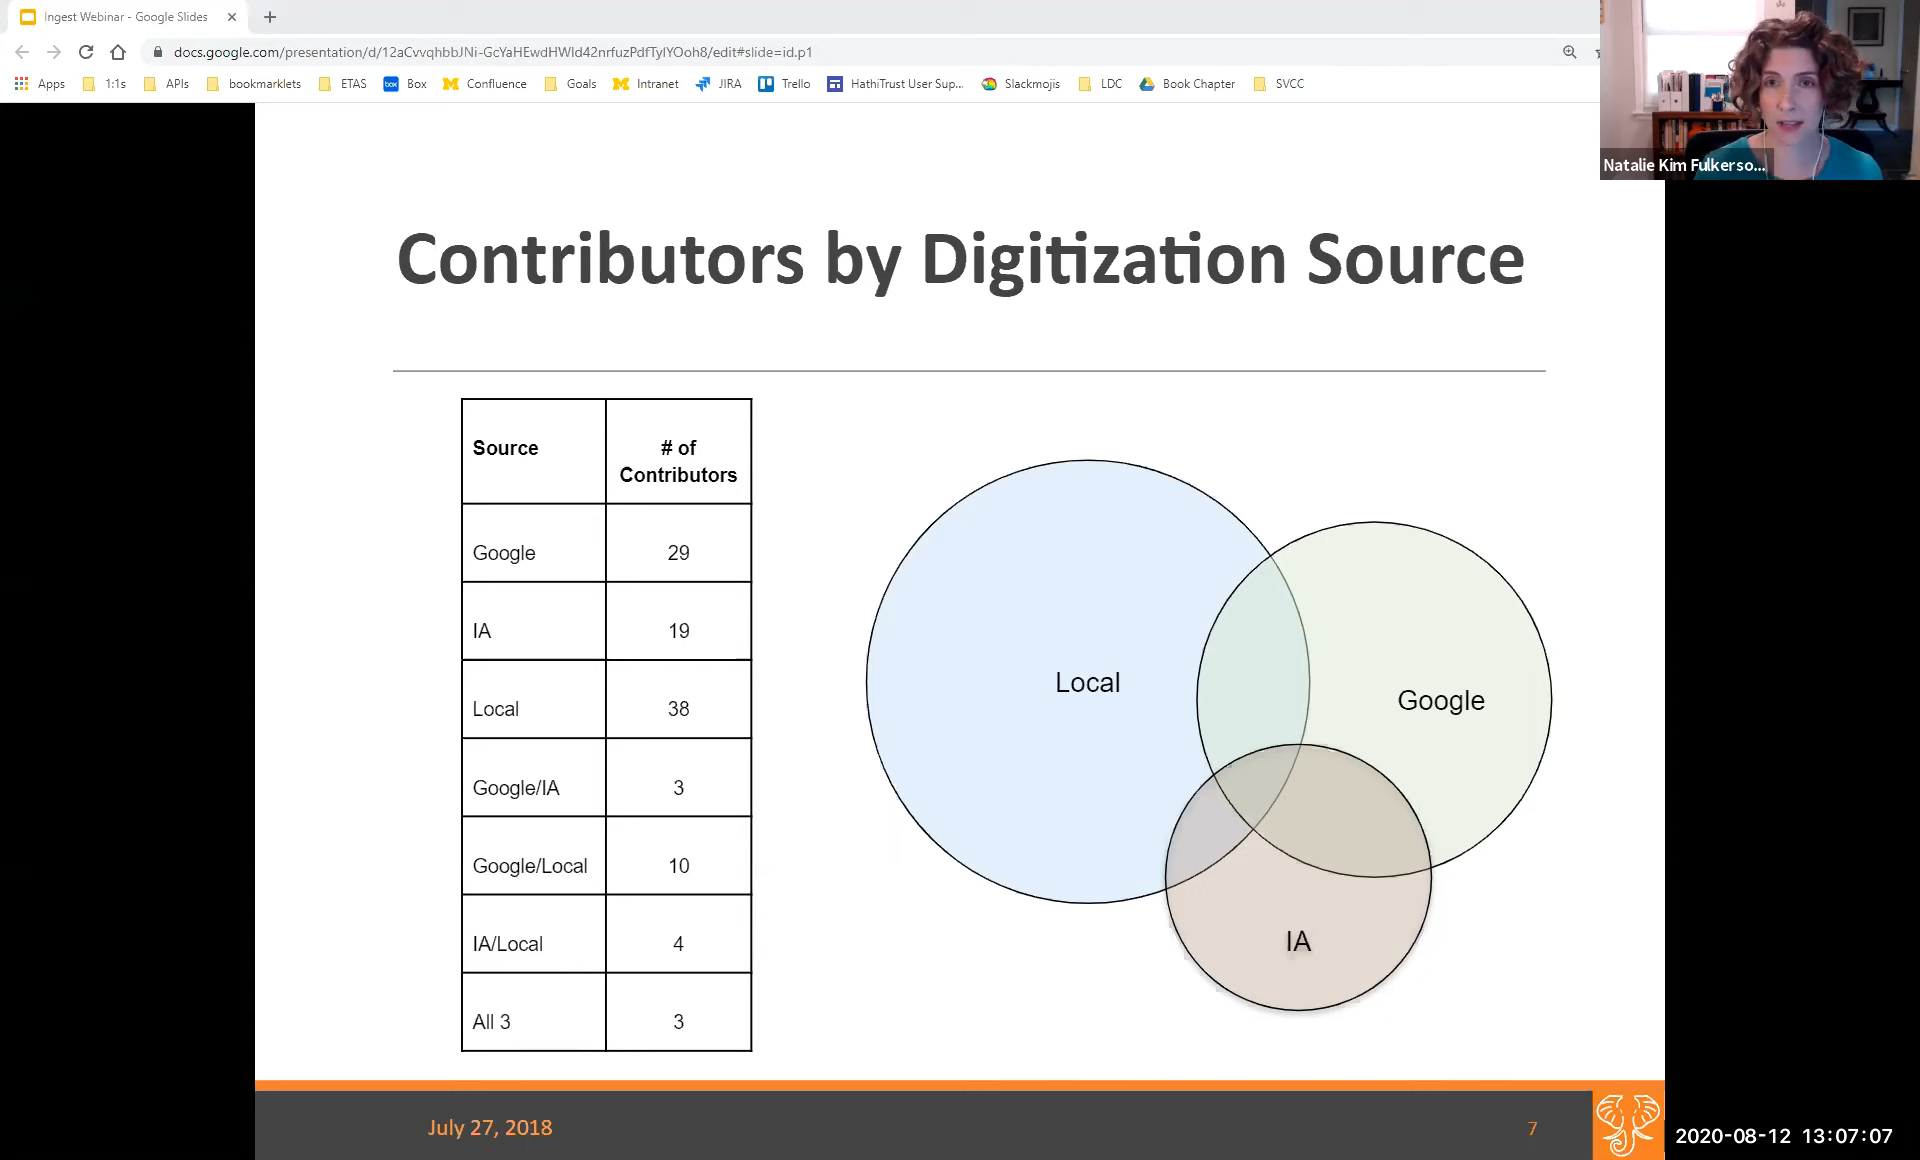 Ingest Webinar - Google Slides
docs.google.com/presentation/d/12aCvvqhbbJNi-GcYaHEwdHWld42nrfuzPdfTylYOoh8/edit#slide=id.p1
Apps 1:1s APIs bookmarklets ETAS Box Confluence Goals Intranet JIRA Trello HathiTrust User Sup... Slackmojis LDC Book Chapter SVCC
Natalie Kim Fulkerso...
Contributors by Digitization Source
Source # of
Contributors
Google 29
IA 19
Local 38
Google/IA 3
Google/Local 10
IA/Local 4
All 3 3
Local
Google
IA
July 27, 2018
7
2020-08-12 13:07:07